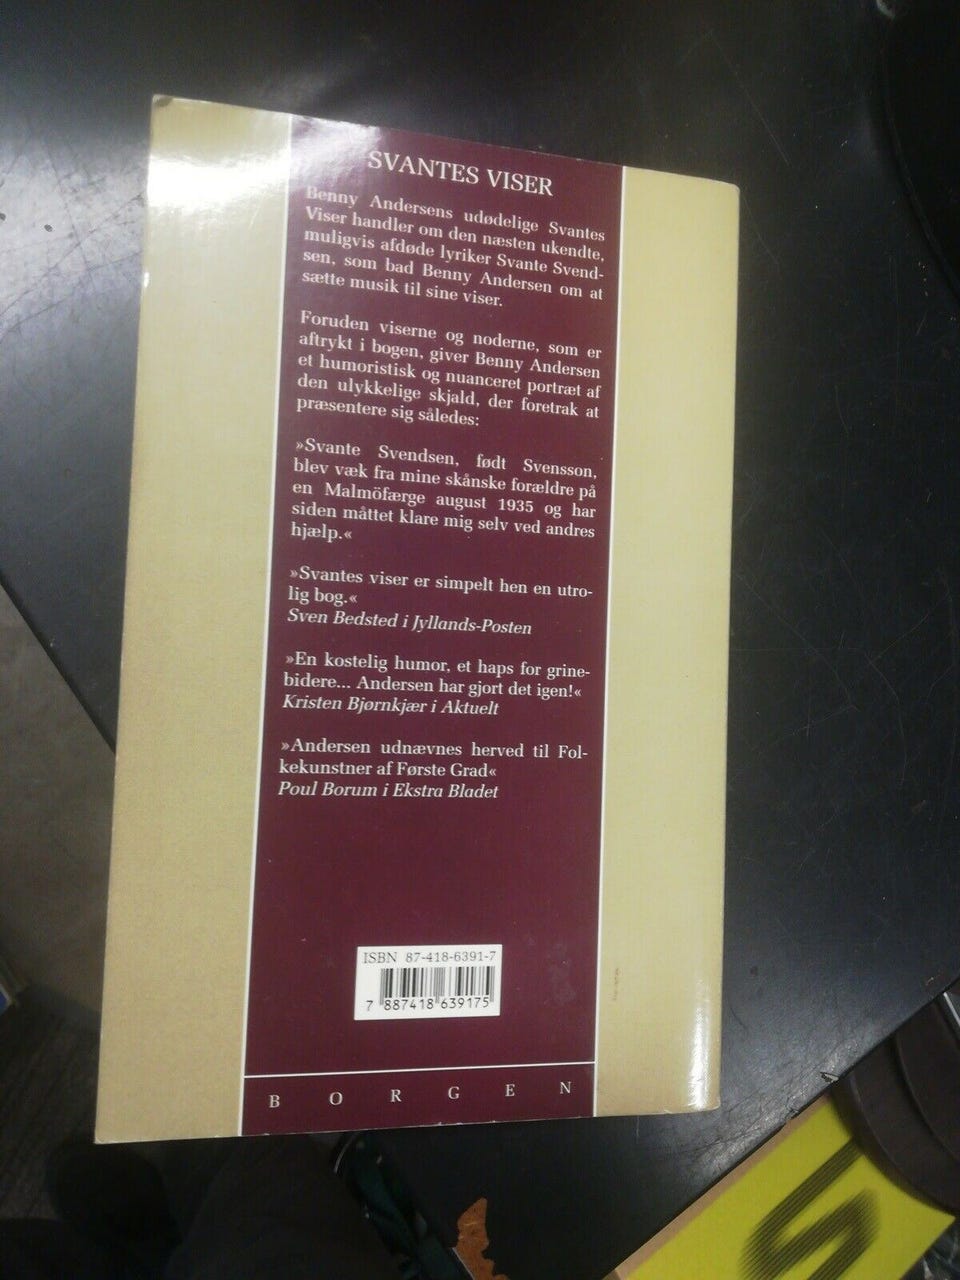 SVANTES VISER
Benny Andersens udødelige Svantes
Viser handler om den næsten ukendte,
muligvis afdøde lyriker Svante Svend-
sen, som bad Benny Andersen om at
sætte musik til sine viser.
Foruden viserne og noderne, som er
aftrykt i bogen, giver Benny Andersen
et humoristisk og nuanceret portræt af
den ulykkelige skjald, der foretrak at
præsentere sig således:
»Svante Svendsen, født Svensson,
blev væk fra mine skånske forældre på
en Malmöfærge august 1935 og har
siden måttet klare mig selv ved andres
hjælp.«
»Svantes viser er simpelt hen en utro-
lig bog.«
Sven Bedsted i Jyllands-Posten
»En kostelig humor, et haps for grine-
bidere... Andersen har gjort det igen!«
Kristen Bjørnkjær i Aktuelt
»Andersen udnævnes herved til Fol-
kekunstner af Første Grad«
Poul Borum i Ekstra Bladet
ISBN 87-418-6391-7
7 887418 639175
BORGEN